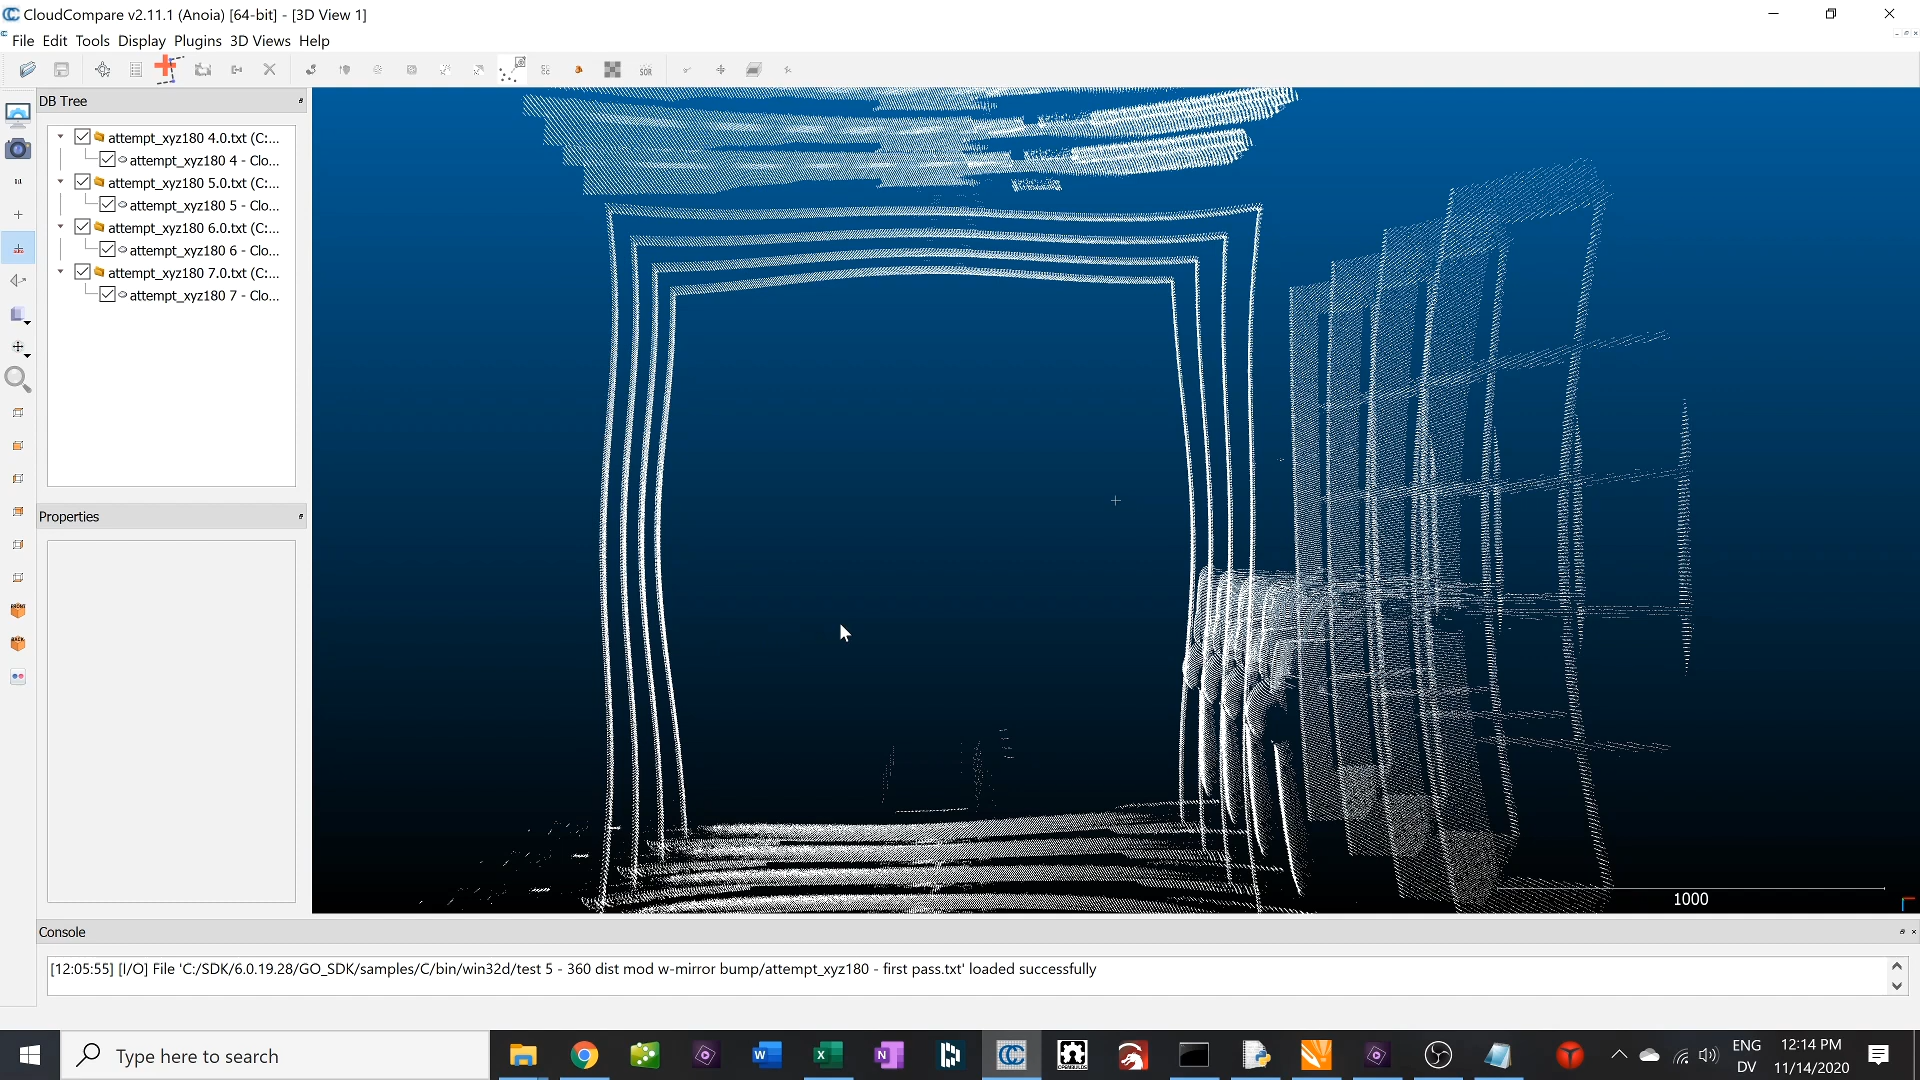 CloudCompare v2.11.1 (Anoia) [64-bit] - [3D View 1]
File Edit Tools Display Plugins 3D Views Help
SOR
DB Tree
attempt_xyz180 4.0.txt (C:...
attempt_xyz180 4 - Clo...
attempt_xyz180 5.0.txt (C:...
attempt_xyz180 5 - Clo...
attempt_xyz180 6.0.txt (C:...
attempt_xyz180 6 - Clo...
attempt_xyz180 7.0.txt (C:...
attempt_xyz180 7 - Clo...
Properties
FRONT
BACK
1000
Console
[12:05:55] [I/O] File 'C:/SDK/6.0.19.28/GO_SDK/samples/C/bin/win32d/test 5 - 360 dist mod w-mirror bump/attempt_xyz180 - first pass.txt' loaded successfully
Type here to search
ENG
DV
12:14 PM
11/14/2020